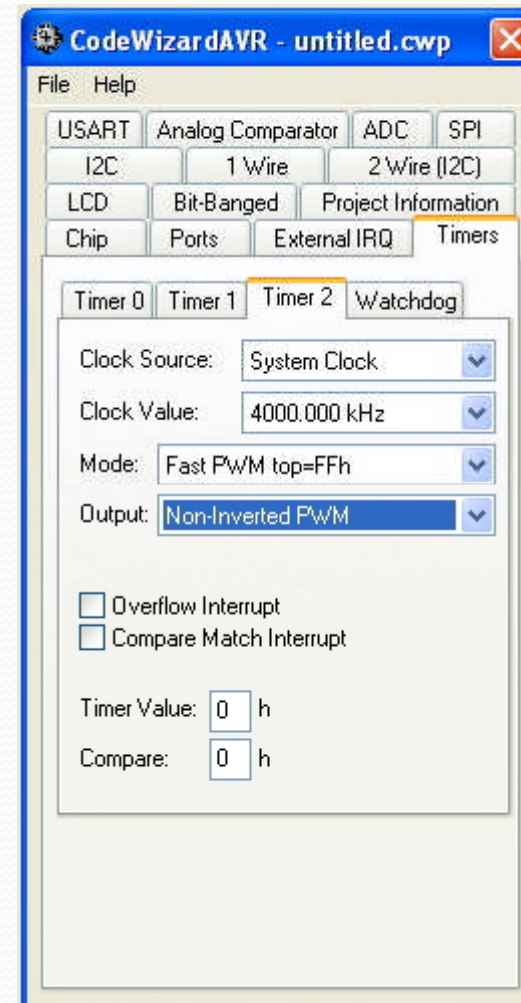 CodeWizardAVR - untitled.cwp
File Help
USART Analog Comparator ADC SPI
I2C 1 Wire 2 Wire (I2C)
LCD Bit-Banged Project Information
Chip Ports External IRQ Timers
Timer 0 Timer 1 Timer 2 Watchdog
Clock Source: System Clock
Clock Value: 4000.000 kHz
Mode: Fast PWM top=FFh
Output: Non-Inverted PWM
Overflow Interrupt
Compare Match Interrupt
Timer Value: 0 h
Compare: 0 h